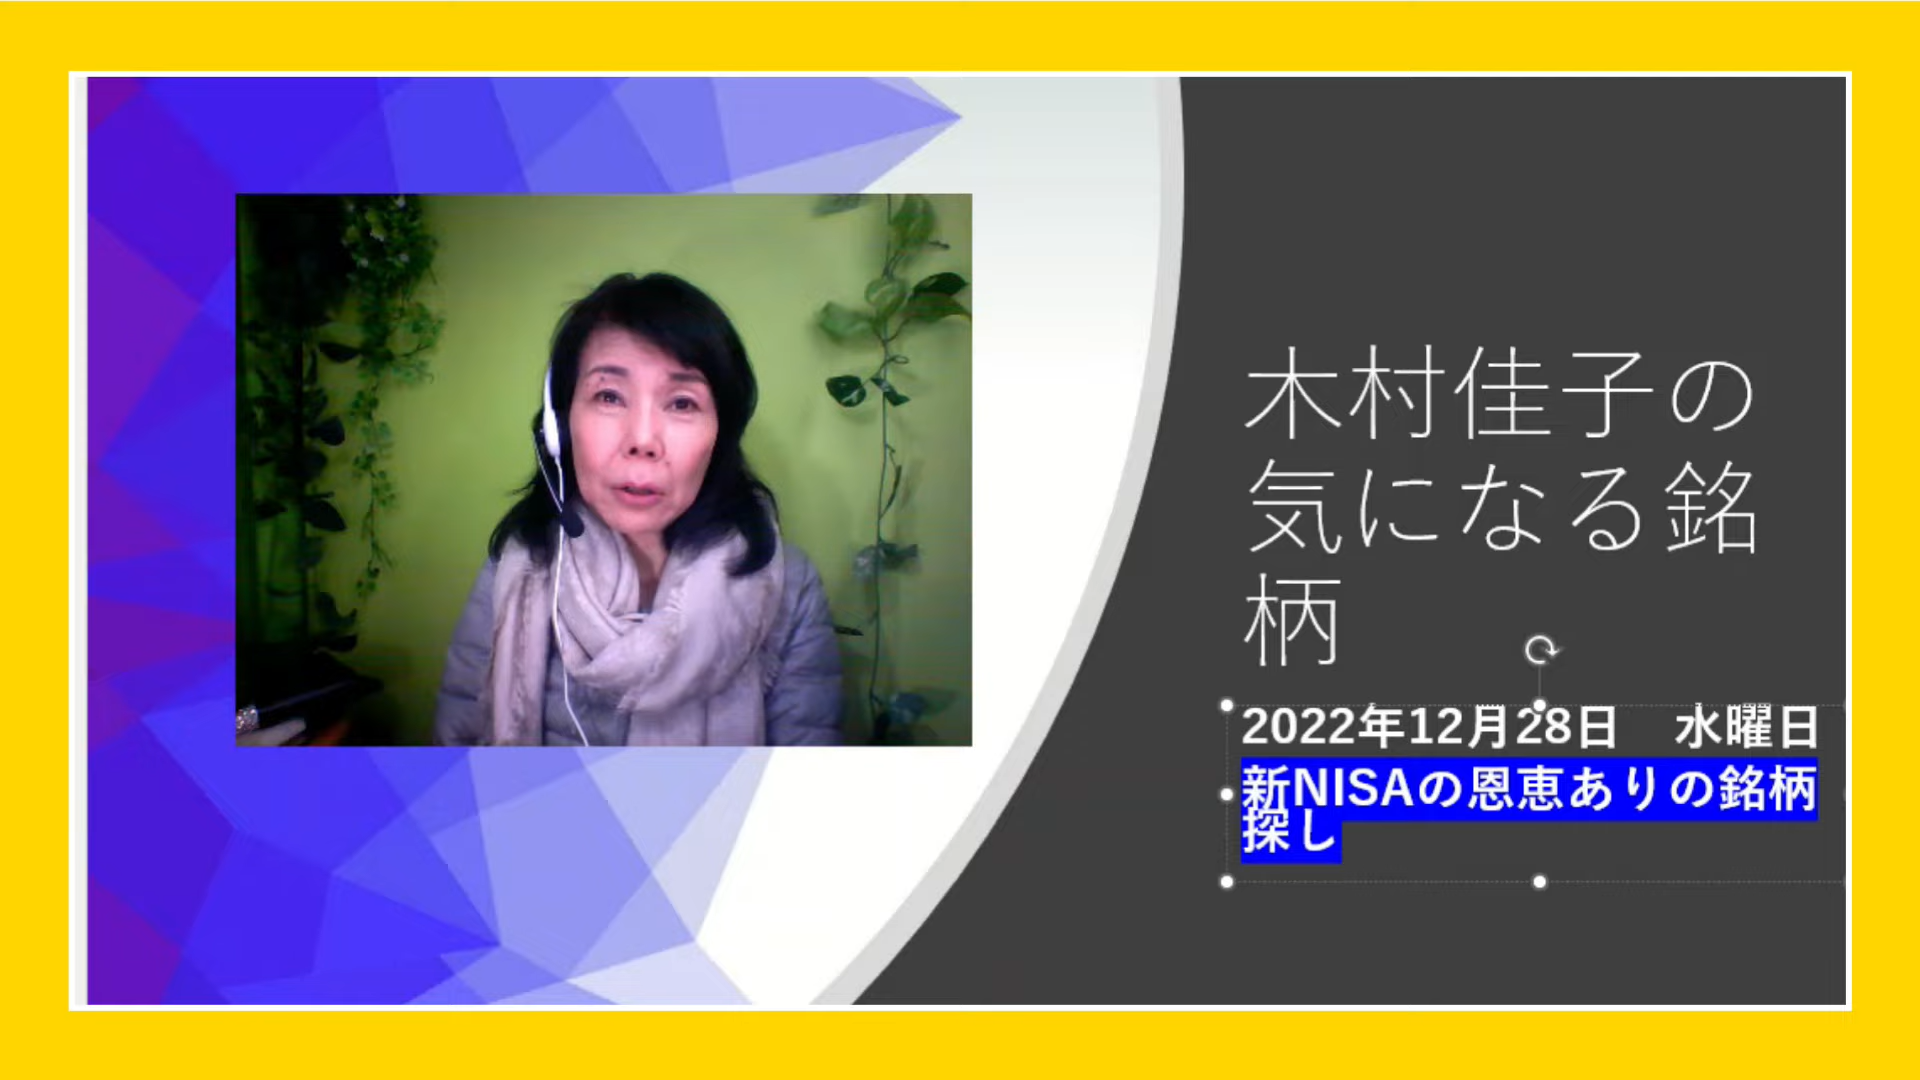 木村佳子の
気になる銘
柄
2022年12月28日　水曜日
新NISAの恩恵ありの銘柄
探し